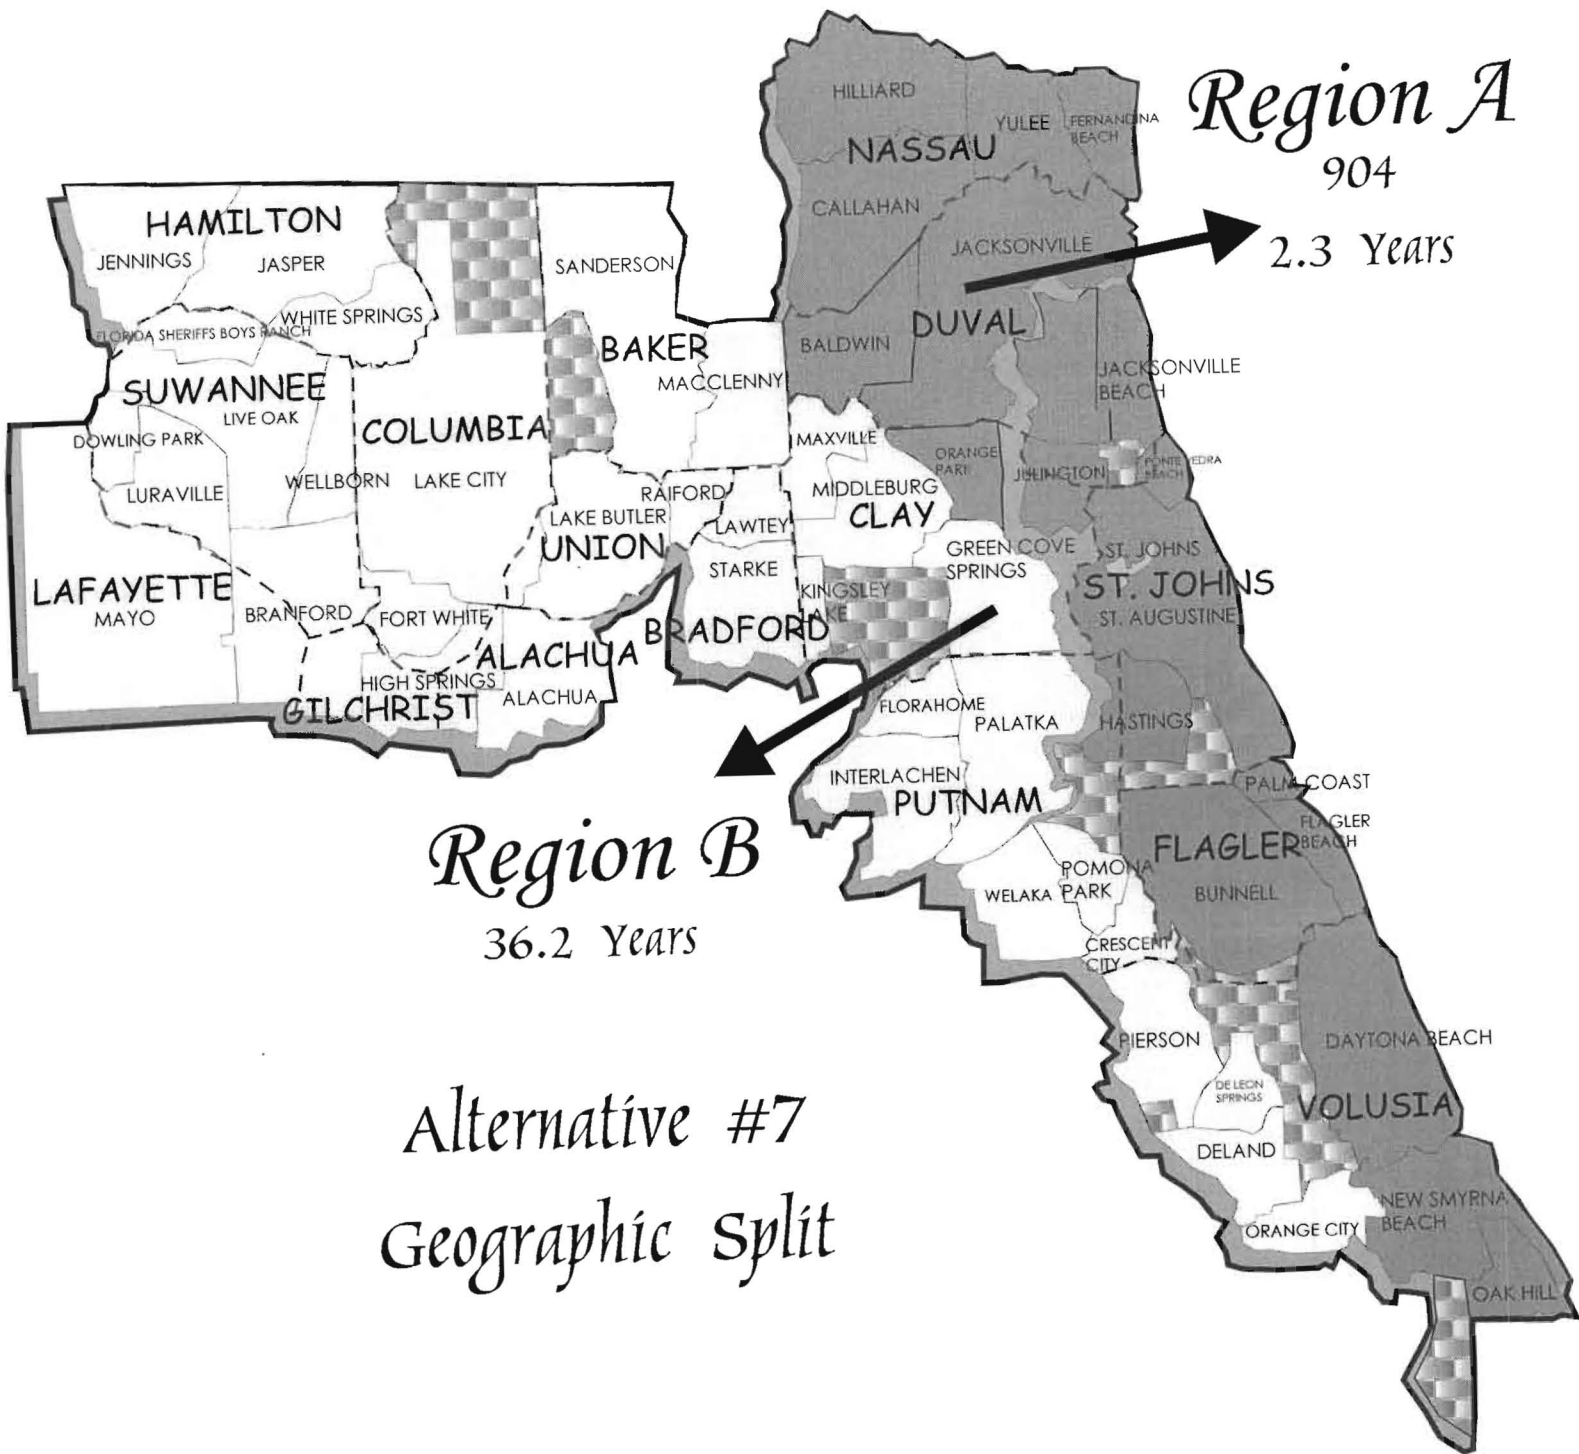 Region A
904
2.3 Years
HILLIARD
YULEE
FERNANDINA
BEACH
NASSAU
CALLAHAN
JACKSONVILLE
DUVAL
BALDWIN
JACKSONVILLE
BEACH
HAMILTON
JENNINGS
JASPER
SANDERSON
WHITE SPRINGS
FLORIDA SHERIFFS BOYS RANCH
BAKER
MACCLENNY
SUWANNEE
LIVE OAK
DOWLING PARK
COLUMBIA
MAXVILLE
ORANGE
PARK
JULINGTON
PONTE VEDRA
BEACH
WELLBORN
LAKE CITY
LURAVILLE
RAIFORD
MIDDLEBURG
CLAY
LAKE BUTLER
LAWTEY
UNION
GREEN COVE
SPRINGS
ST. JOHNS
ST. JOHNS
ST. AUGUSTINE
STARKE
KINGSLEY
LAKE
LAFAYETTE
MAYO
BRANFORD
FORT WHITE
BRADFORD
ALACHUA
HIGH SPRINGS
ALACHUA
GILCHRIST
FLORAHOME
PALATKA
HASTINGS
INTERLACHEN
PUTNAM
PALM COAST
FLAGLER
BEACH
FLAGLER
BUNNELL
Region B
36.2 Years
POMONA
PARK
WELAKA
CRESCENT
CITY
PIERSON
DAYTONA BEACH
DE LEON
SPRINGS
VOLUSIA
DELAND
NEW SMYRNA
BEACH
ORANGE CITY
OAK HILL
Alternative #7
Geographic Split